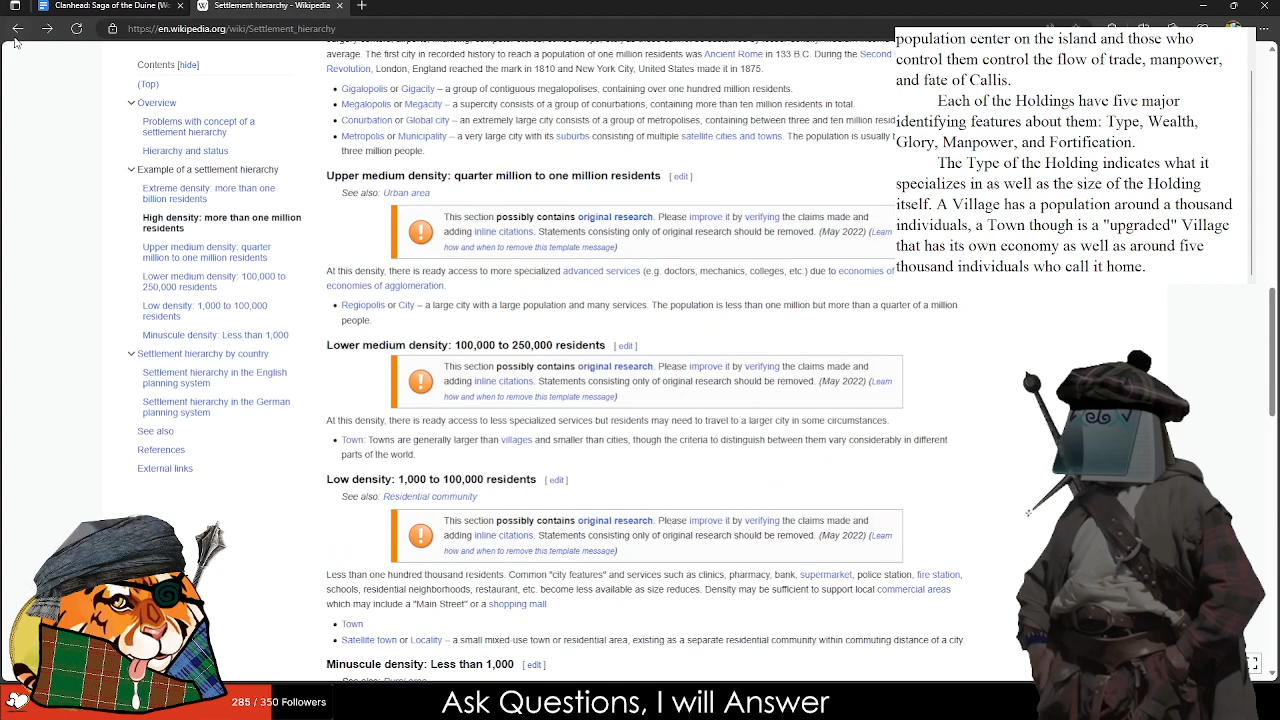 Clanhead: Saga of the Dune (Wo
Settlement hierarchy - Wikipedia
https://en.wikipedia.org/wiki/Settlement_hierarchy
Contents [hide]
(Top)
Overview
Problems with concept of a
settlement hierarchy
Hierarchy and status
Example of a settlement hierarchy
Extreme density: more than one
billion residents
High density: more than one million
residents
Upper medium density: quarter
million to one million residents
Lower medium density: 100,000 to
250,000 residents
Low density: 1,000 to 100,000
residents
Minuscule density: Less than 1,000
Settlement hierarchy by country
Settlement hierarchy in the English
planning system
Settlement hierarchy in the German
planning system
See also
References
External links
average. The first city in recorded history to reach a population of one million residents was Ancient Rome in 133 B.C. During the Second
Revolution, London, England reached the mark in 1810 and New York City, United States made it in 1875.
• Gigalopolis or Gigacity – a group of contiguous megalopolises, containing over one hundred million residents.
• Megalopolis or Megacity – a supercity consists of a group of conurbations, containing more than ten million residents in total.
• Conurbation or Global city – an extremely large city consists of a group of metropolises, containing between three and ten million resid
• Metropolis or Municipality – a very large city with its suburbs consisting of multiple satellite cities and towns. The population is usually
three million people.
Upper medium density: quarter million to one million residents [ edit ]
See also: Urban area
This section possibly contains original research. Please improve it by verifying the claims made and
adding inline citations. Statements consisting only of original research should be removed. (May 2022) (Learn
how and when to remove this template message)
At this density, there is ready access to more specialized advanced services (e.g. doctors, mechanics, colleges, etc.) due to economies of
economies of agglomeration.
• Regiopolis or City – a large city with a large population and many services. The population is less than one million but more than a quarter of a million
people.
Lower medium density: 100,000 to 250,000 residents [ edit ]
This section possibly contains original research. Please improve it by verifying the claims made and
adding inline citations. Statements consisting only of original research should be removed. (May 2022) (Learn
how and when to remove this template message)
At this density, there is ready access to less specialized services but residents may need to travel to a larger city in some circumstances.
• Town: Towns are generally larger than villages and smaller than cities, though the criteria to distinguish between them vary considerably in different
parts of the world.
Low density: 1,000 to 100,000 residents [ edit ]
See also: Residential community
This section possibly contains original research. Please improve it by verifying the claims made and
adding inline citations. Statements consisting only of original research should be removed. (May 2022) (Learn
how and when to remove this template message)
Less than one hundred thousand residents. Common "city features" and services such as clinics, pharmacy, bank, supermarket, police station, fire station,
schools, residential neighborhoods, restaurant, etc. become less available as size reduces. Density may be sufficient to support local commercial areas
which may include a "Main Street" or a shopping mall.
• Town
• Satellite town or Locality – a small mixed-use town or residential area, existing as a separate residential community within commuting distance of a city
Minuscule density: Less than 1,000 [ edit ]
See also: Rural area
population center on the island and those who
control them control the flow of trade, manpower,
and fate of Callis.
Each of the Holdings have five major
identifying features about them: Type, Wealth,
Glory, Manpower, and Fortification.
The Type of the Holding indicates what it
specializes in as well as the size of the Holding
itself. A Village has a population around a thousand
individuals, a Town though is a "upgraded" Village
that its own economy as well as around five
thousand individuals who call it home.
285 / 350 Followers
Ask Questions, I will Answer